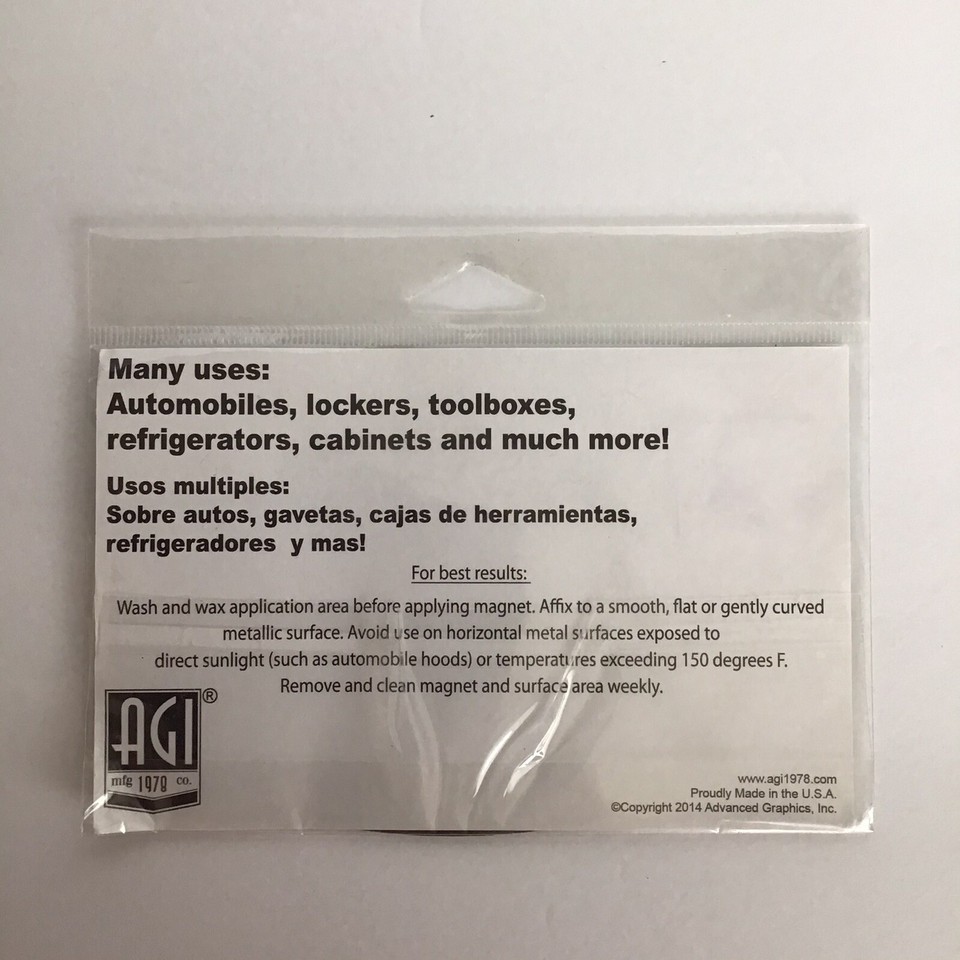 Many uses:
Automobiles, lockers, toolboxes,
refrigerators, cabinets and much more!
Usos multiples:
Sobre autos, gavetas, cajas de herramientas,
refrigeradores y mas!
For best results:
Wash and wax application area before applying magnet. Affix to a smooth, flat or gently curved
metallic surface. Avoid use on horizontal metal surfaces exposed to
direct sunlight (such as automobile hoods) or temperatures exceeding 150 degrees F.
Remove and clean magnet and surface area weekly.
AGI®
mfg 1978 co.
www.agi1978.com
Proudly Made in the U.S.A.
©Copyright 2014 Advanced Graphics, Inc.